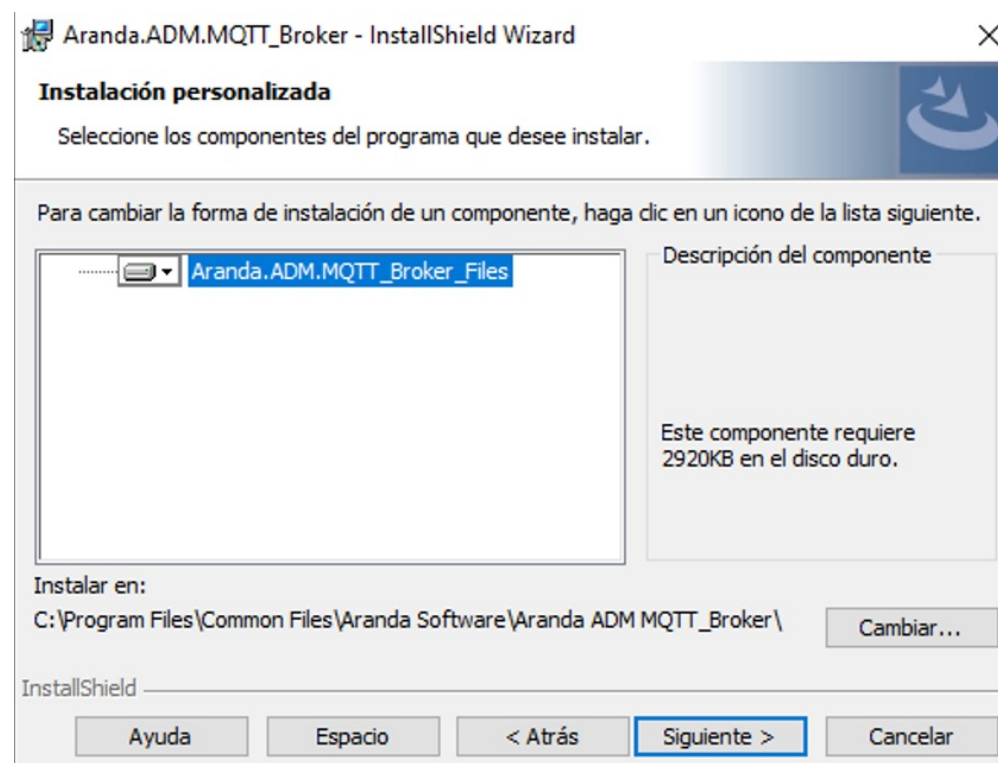 Aranda.ADM.MQTT_Broker - InstallShield Wizard
Instalación personalizada
Seleccione los componentes del programa que desee instalar.
Para cambiar la forma de instalación de un componente, haga clic en un icono de la lista siguiente.
Aranda.ADM.MQTT_Broker_Files
Descripción del componente
Este componente requiere
2920KB en el disco duro.
Instalar en:
C:\Program Files\Common Files\Aranda Software\Aranda ADM MQTT_Broker\
Cambiar...
InstallShield
Ayuda
Espacio
< Atrás
Siguiente >
Cancelar